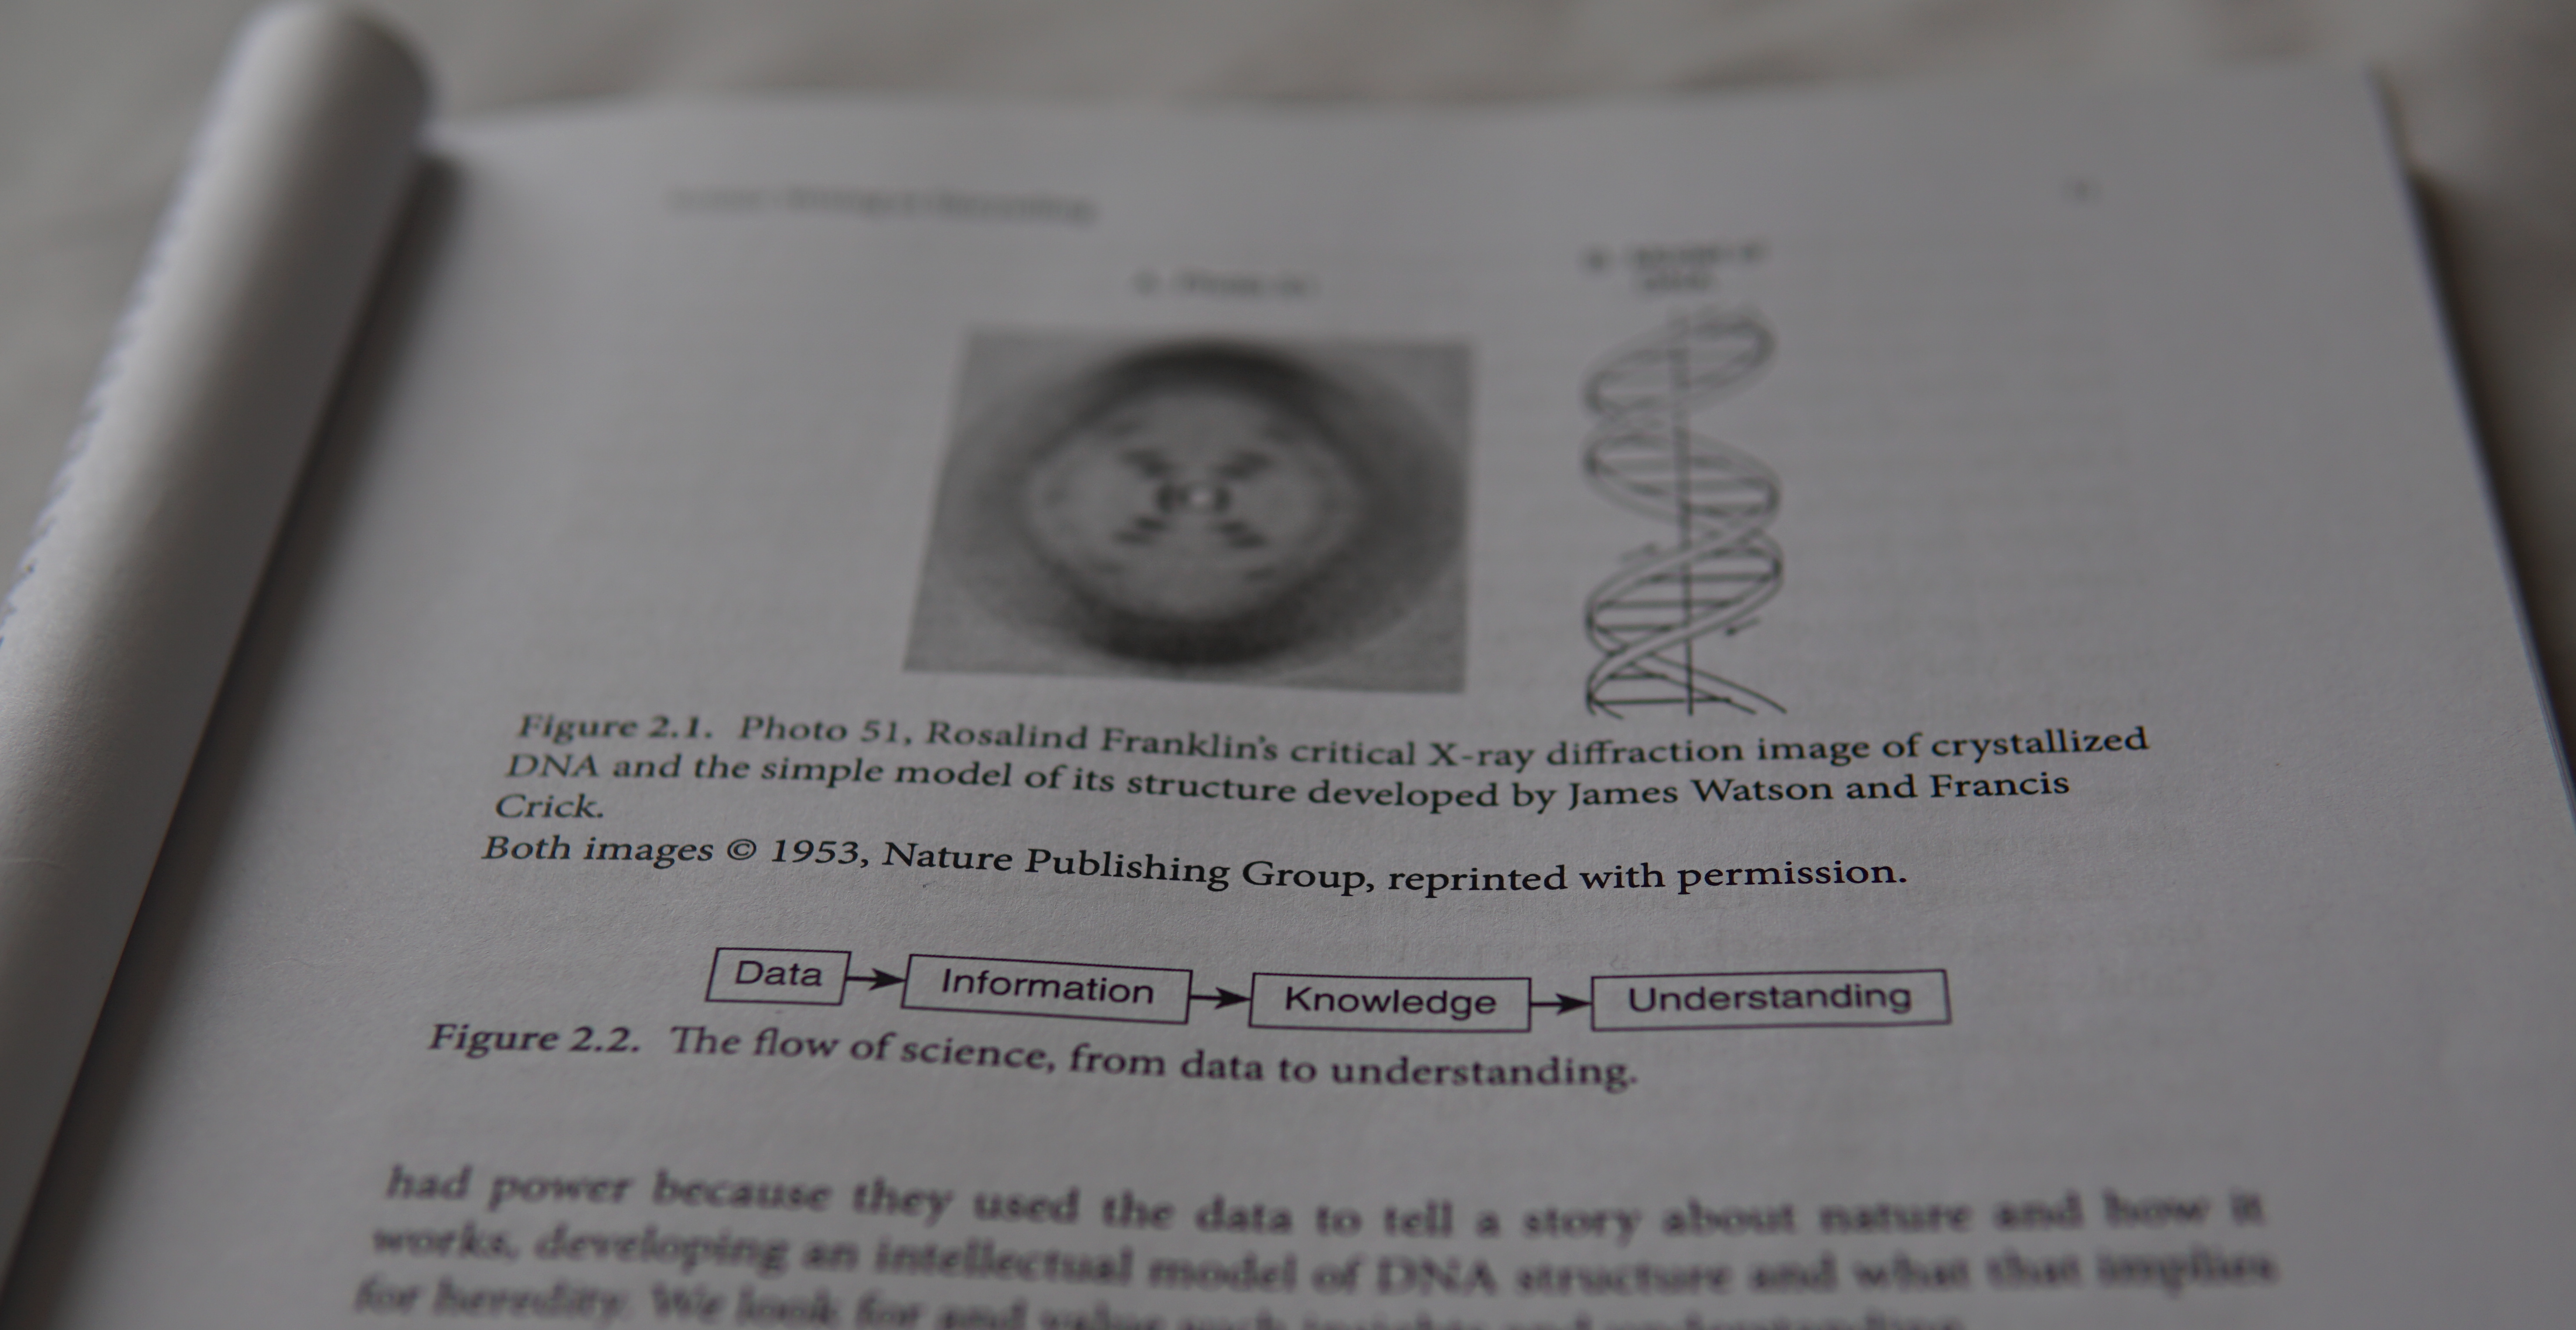 Figure 2.1. Photo 51, Rosalind Franklin's critical X-ray diffraction image of crystallized
DNA and the simple model of its structure developed by James Watson and Francis
Crick.
Both images © 1953, Nature Publishing Group, reprinted with permission.
Data Information Knowledge Understanding
Figure 2.2. The flow of science, from data to understanding.
had power because they used the data to tell a story about nature and how it
works, developing an intellectual model of DNA structure and what that implies
for heredity. We look for and value such insights and understanding